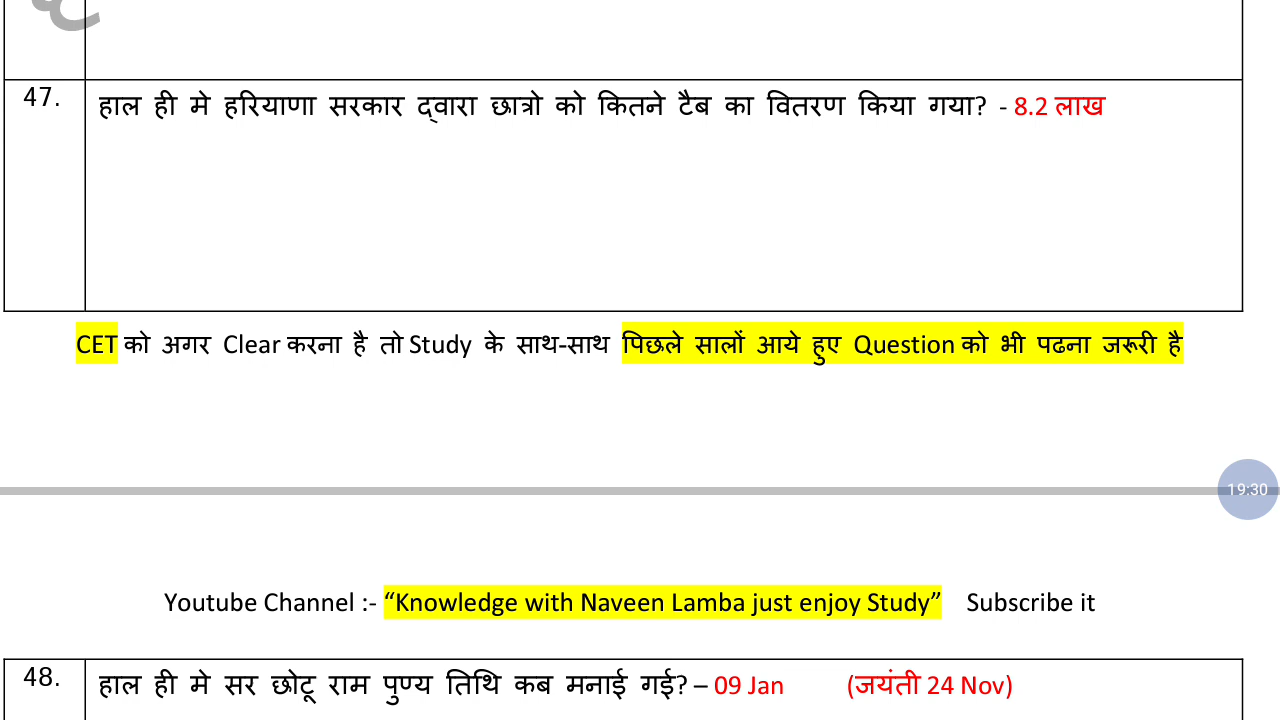 47. हाल ही मे हरियाणा सरकार द्वारा छात्रो को कितने टैब का वितरण किया गया? - 8.2 लाख
CET को अगर Clear करना है तो Study के साथ-साथ पिछले सालों आये हुए Question को भी पढना जरूरी है
19:30
Youtube Channel :- “Knowledge with Naveen Lamba just enjoy Study” Subscribe it
48. हाल ही मे सर छोटू राम पुण्य तिथि कब मनाई गई? – 09 Jan (जयंती 24 Nov)